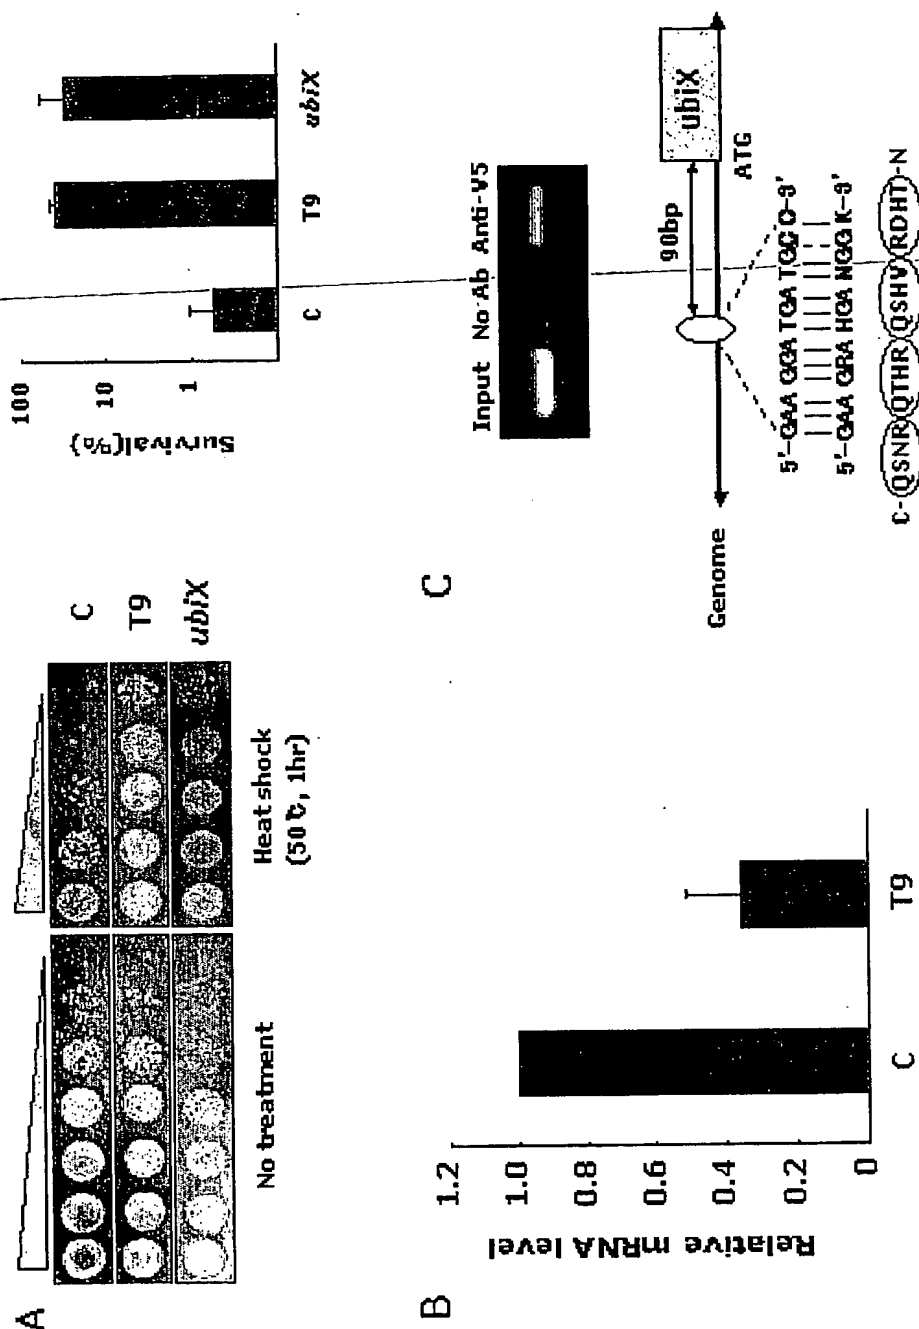 A
C
T9
ubiX
No treatment
Heat shock
(50℃, 1hr)
Survival(%)
100
10
1
C
T9
ubiX
B
Relative mRNA level
1.2
1.0
0.8
0.6
0.4
0.2
0
C
T9
C
Input No Ab Anti-V5
Genome
90bp
ubiX
ATG
5'-GAA GGA TGA TGC C-3'
5'-GAA GRA HGA NGG K-3'
C-QSNR QTHR QSHV RDHT-N